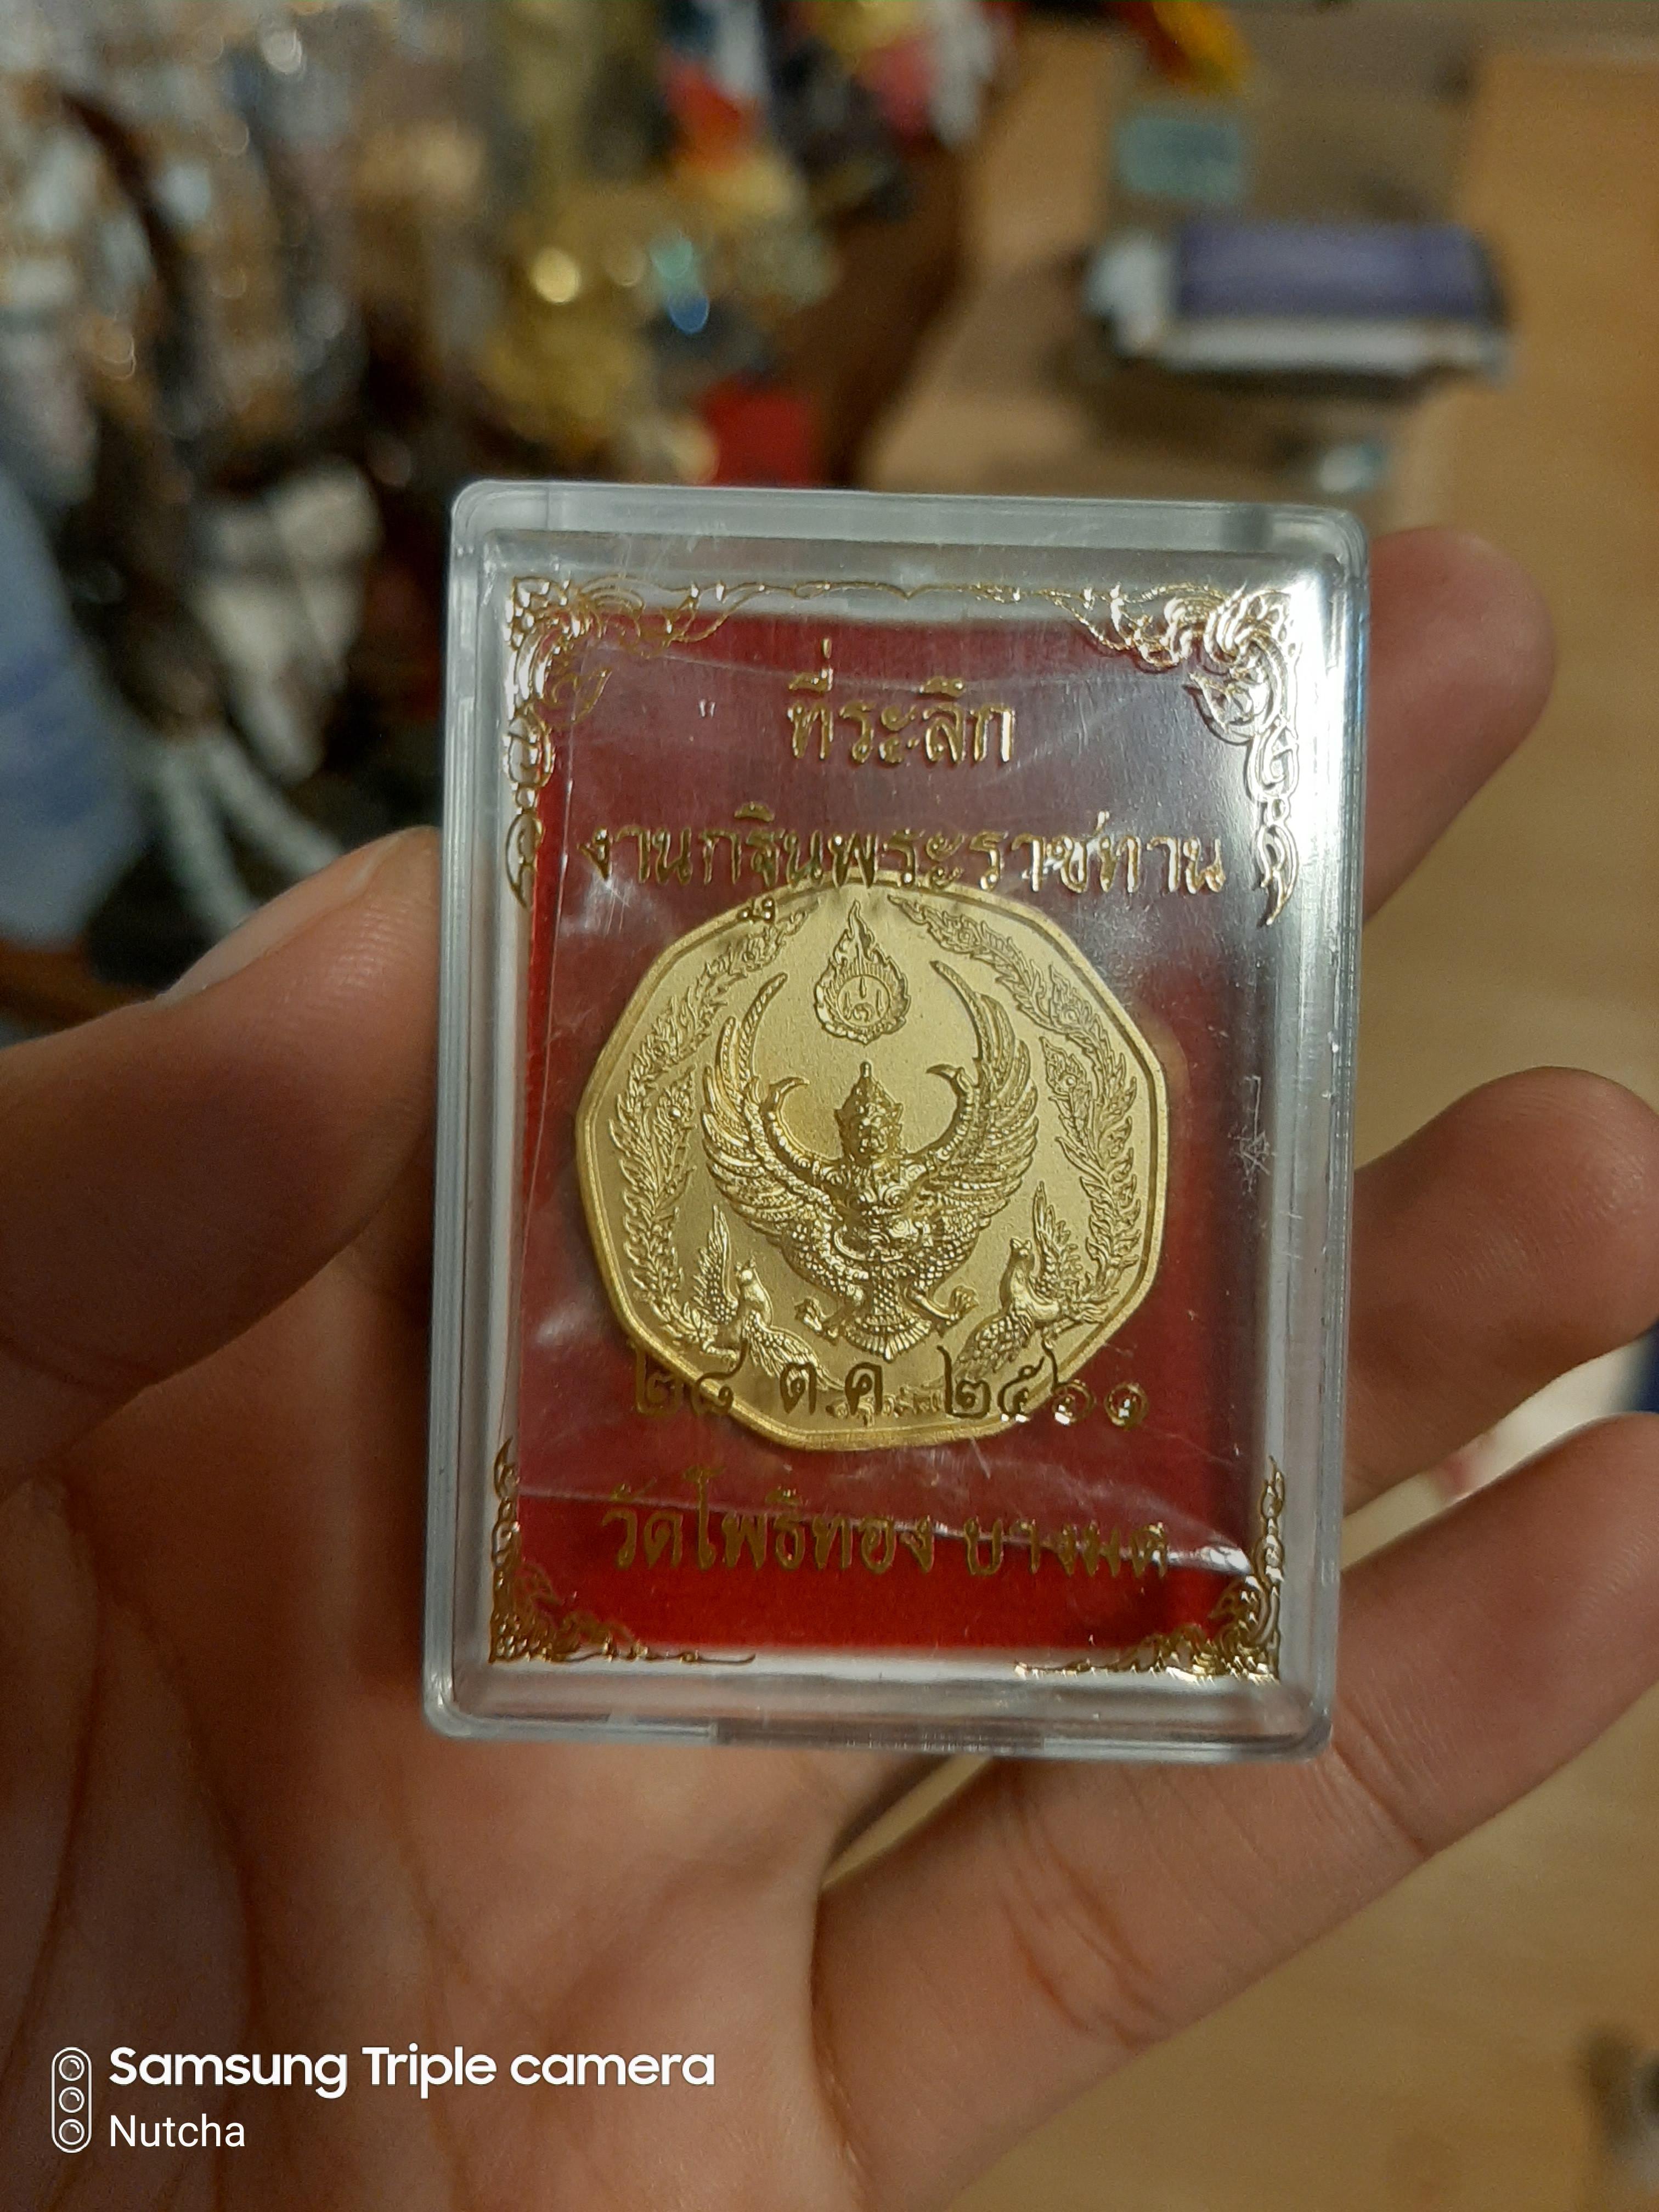 ที่ระลึก
งานกฐินพระราชทาน
๒๘ ต.ค. ๒๕๖๑
วัดโพธิ์ทอง บางมด
Samsung Triple camera
Nutcha